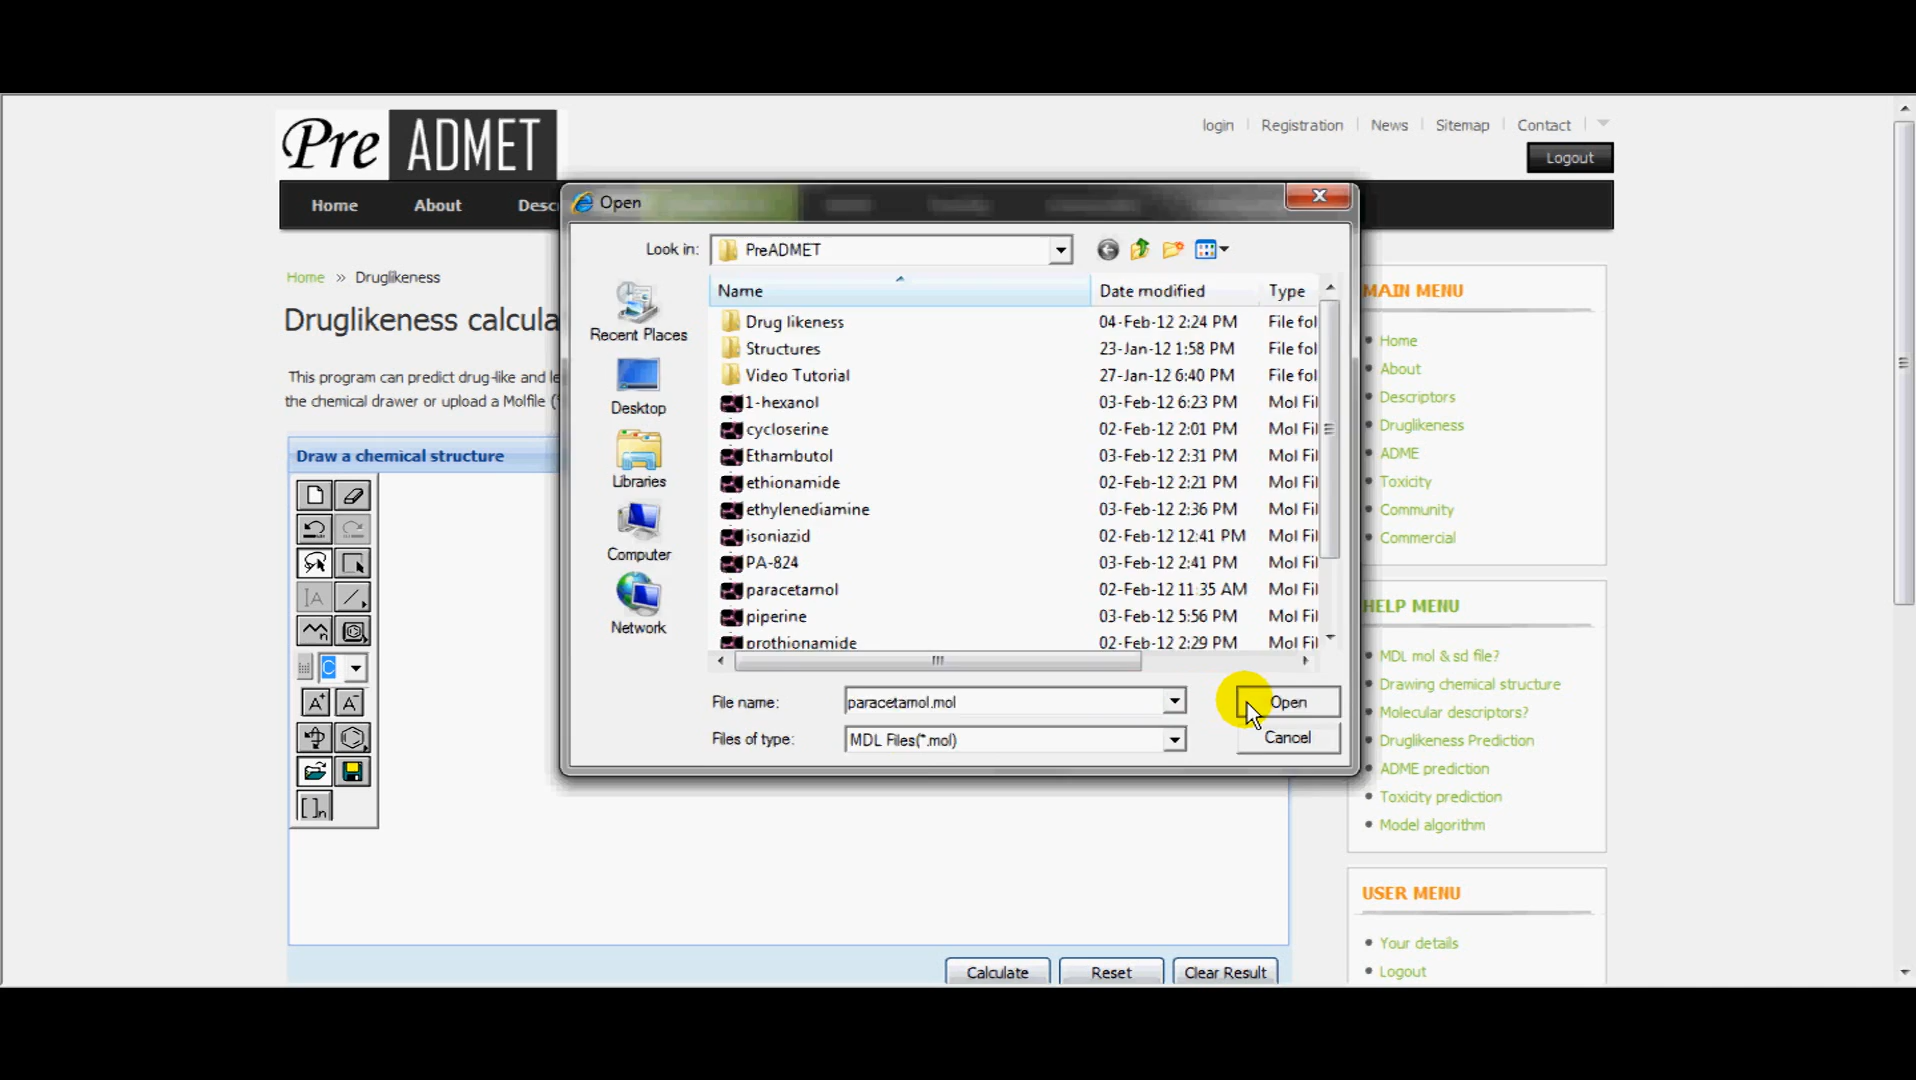 Pre ADMET
login Registration News Sitemap Contact
Logout
Home About Desc
Home » Druglikeness
Druglikeness calcula
This program can predict drug-like and le
the chemical drawer or upload a Molfile (*
Draw a chemical structure
A
n
C
A+ A-
[ ]n
Open
Look in: PreADMET
Name Date modified Type
Drug likeness 04-Feb-12 2:24 PM File fol
Structures 23-Jan-12 1:58 PM File fol
Video Tutorial 27-Jan-12 6:40 PM File fol
1-hexanol 03-Feb-12 6:23 PM Mol Fil
cycloserine 02-Feb-12 2:01 PM Mol Fil
Ethambutol 03-Feb-12 2:31 PM Mol Fil
ethionamide 02-Feb-12 2:21 PM Mol Fil
ethylenediamine 03-Feb-12 2:36 PM Mol Fil
isoniazid 02-Feb-12 12:41 PM Mol Fil
PA-824 03-Feb-12 2:41 PM Mol Fil
paracetamol 02-Feb-12 11:35 AM Mol Fil
piperine 03-Feb-12 5:56 PM Mol Fil
prothionamide 02-Feb-12 2:29 PM Mol Fil
Recent Places
Desktop
Libraries
Computer
Network
File name: paracetamol.mol Open
Files of type: MDL Files(*.mol) Cancel
Calculate Reset Clear Result
MAIN MENU
Home
About
Descriptors
Druglikeness
ADME
Toxicity
Community
Commercial
HELP MENU
MDL mol & sd file?
Drawing chemical structure
Molecular descriptors?
Druglikeness Prediction
ADME prediction
Toxicity prediction
Model algorithm
USER MENU
Your details
Logout